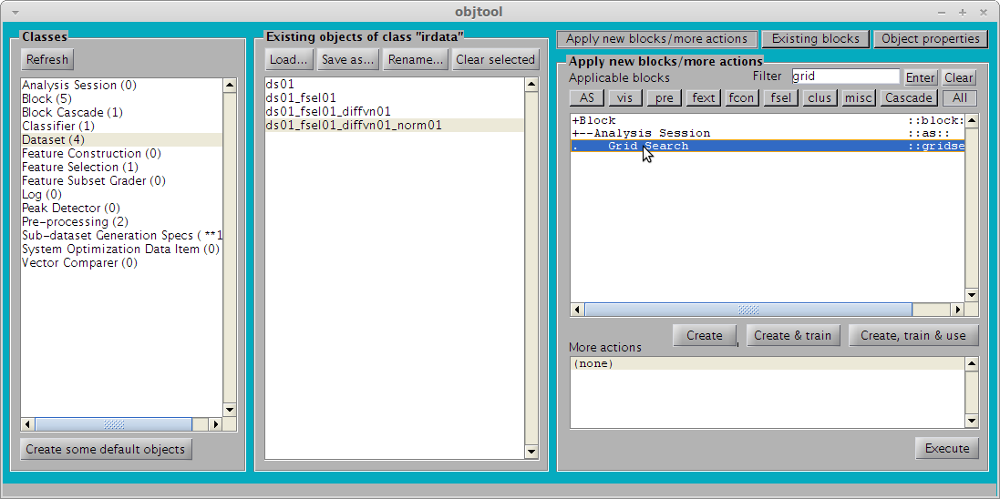 objtool
Classes
Refresh
Analysis Session (0)
Block (5)
Block Cascade (1)
Classifier (1)
Dataset (4)
Feature Construction (0)
Feature Selection (1)
Feature Subset Grader (0)
Log (0)
Peak Detector (0)
Pre-processing (2)
Sub-dataset Generation Specs ( **1
System Optimization Data Item (0)
Vector Comparer (0)
Create some default objects
Existing objects of class "irdata"
Load... Save as... Rename... Clear selected
ds01
ds01_fsel01
ds01_fsel01_diffvn01
ds01_fsel01_diffvn01_norm01
Apply new blocks/more actions Existing blocks Object properties
Apply new blocks/more actions
Applicable blocks Filter grid Enter Clear
AS vis pre fext fcon fsel clus misc Cascade All
+Block ::block:
+--Analysis Session ::as::
. Grid Search ::gridse
Create Create & train Create, train & use
More actions
(none)
Execute